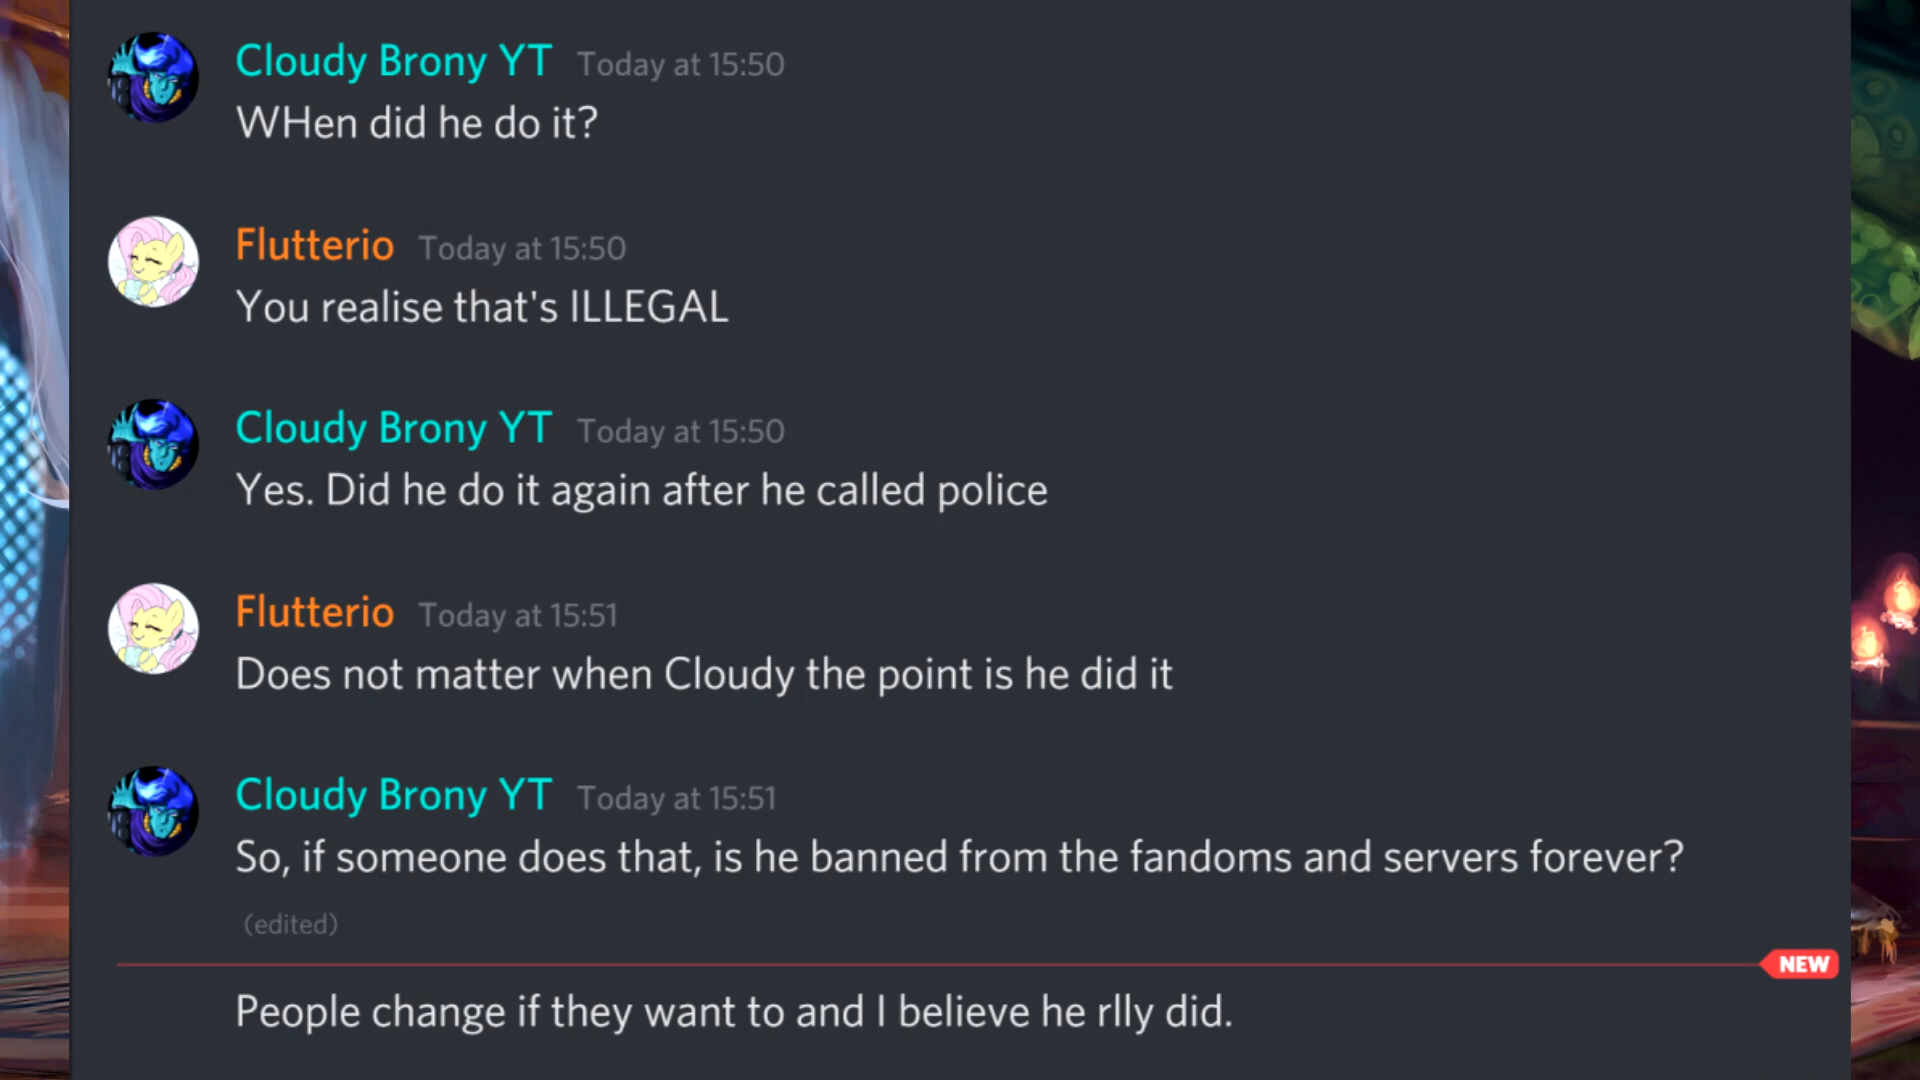 Cloudy Brony YT Today at 15:50
WHen did he do it?
Flutterio Today at 15:50
You realise that's ILLEGAL
Cloudy Brony YT Today at 15:50
Yes. Did he do it again after he called police
Flutterio Today at 15:51
Does not matter when Cloudy the point is he did it
Cloudy Brony YT Today at 15:51
So, if someone does that, is he banned from the fandoms and servers forever?
(edited)
NEW
People change if they want to and I believe he rlly did.